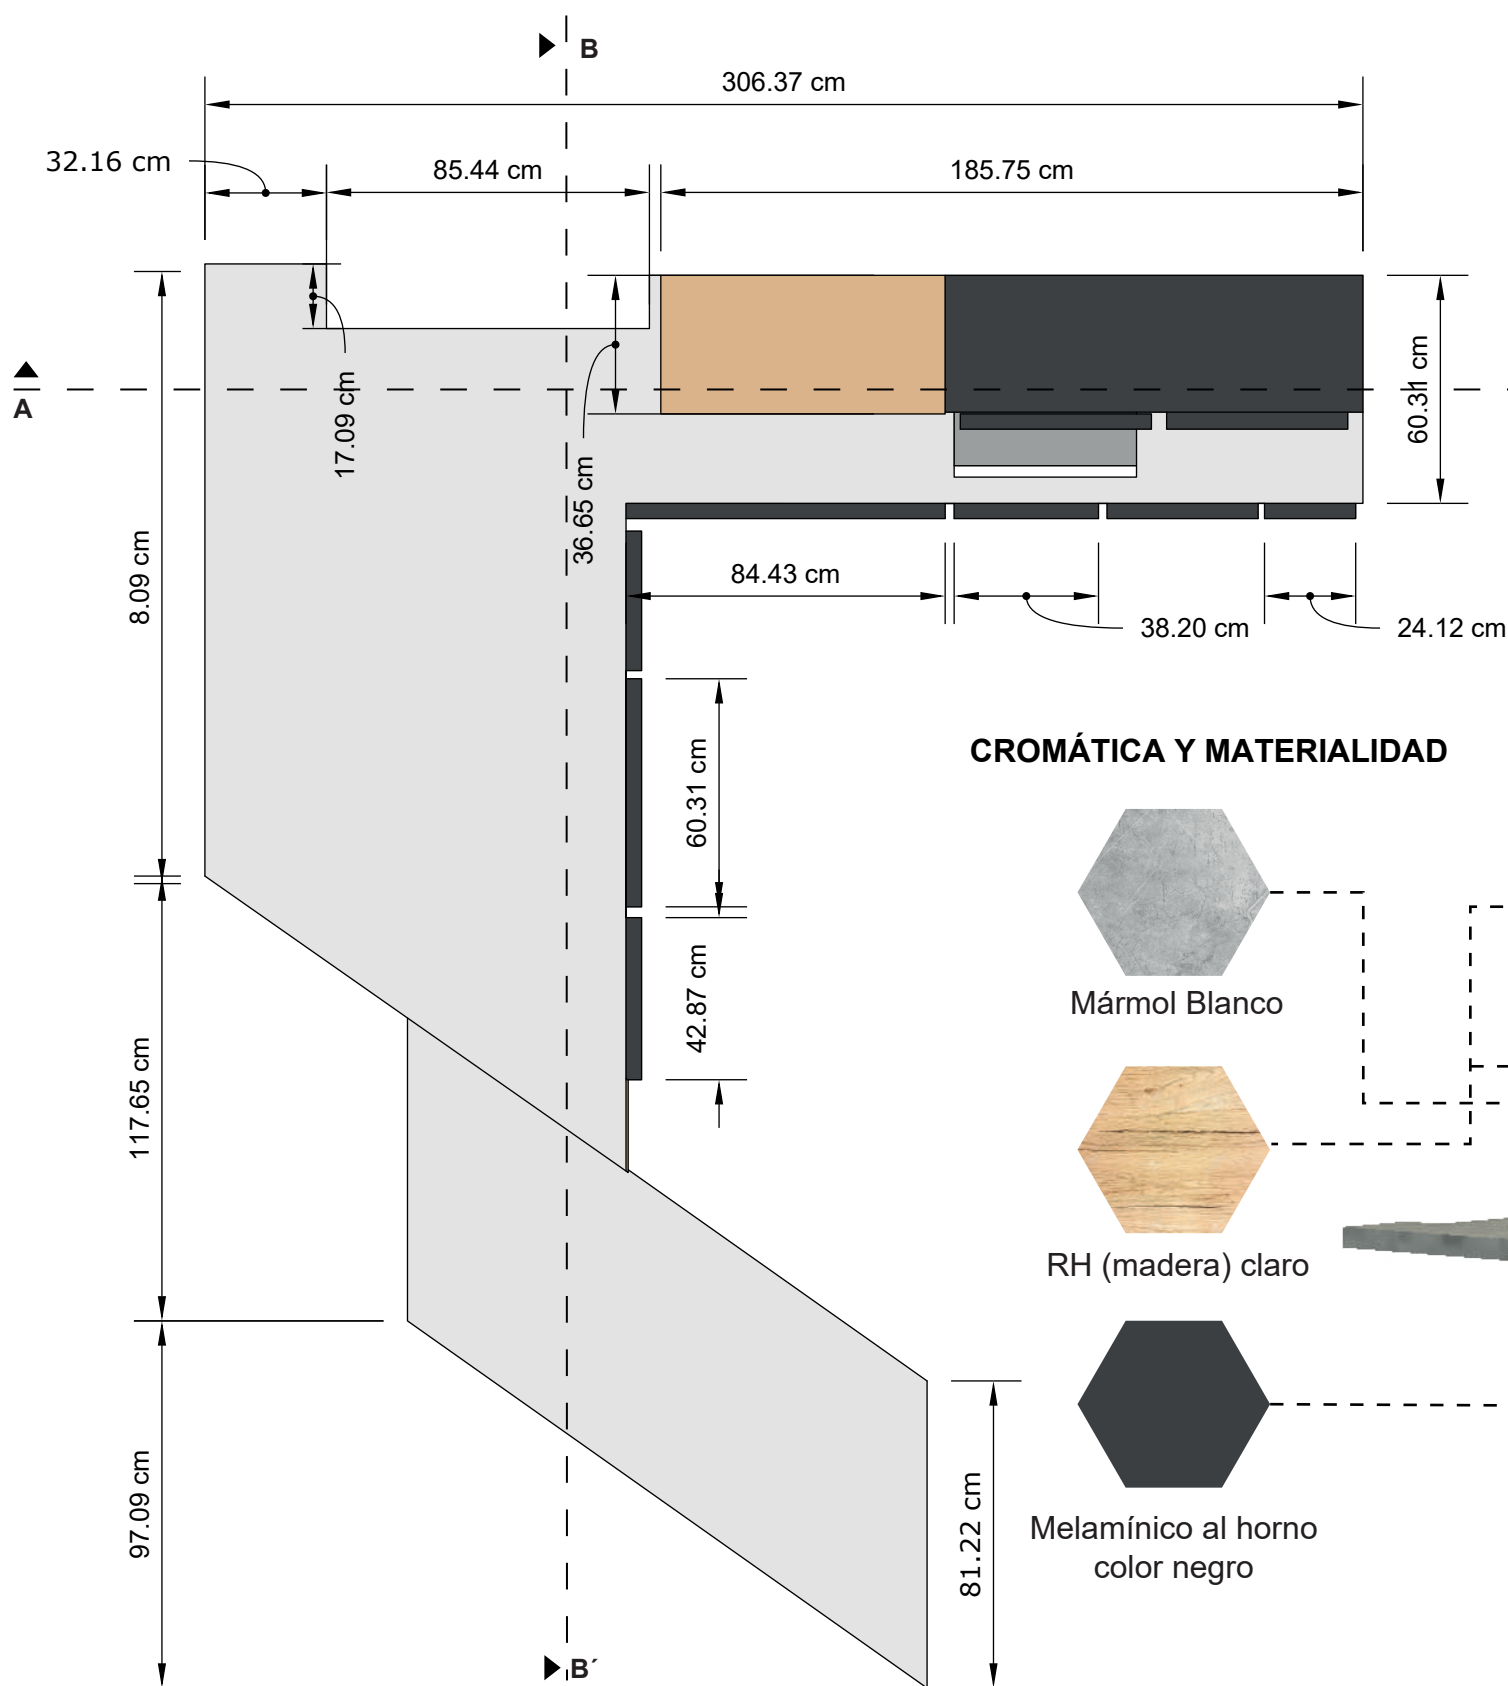 B
306.37 cm
32.16 cm
85.44 cm
185.75 cm
17.09 cm
36.65 cm
60.31 cm
A
8.09 cm
84.43 cm
38.20 cm
24.12 cm
60.31 cm
CROMÁTICA Y MATERIALIDAD
42.87 cm
Mármol Blanco
117.65 cm
RH (madera) claro
97.09 cm
81.22 cm
Melamínico al horno
color negro
B´